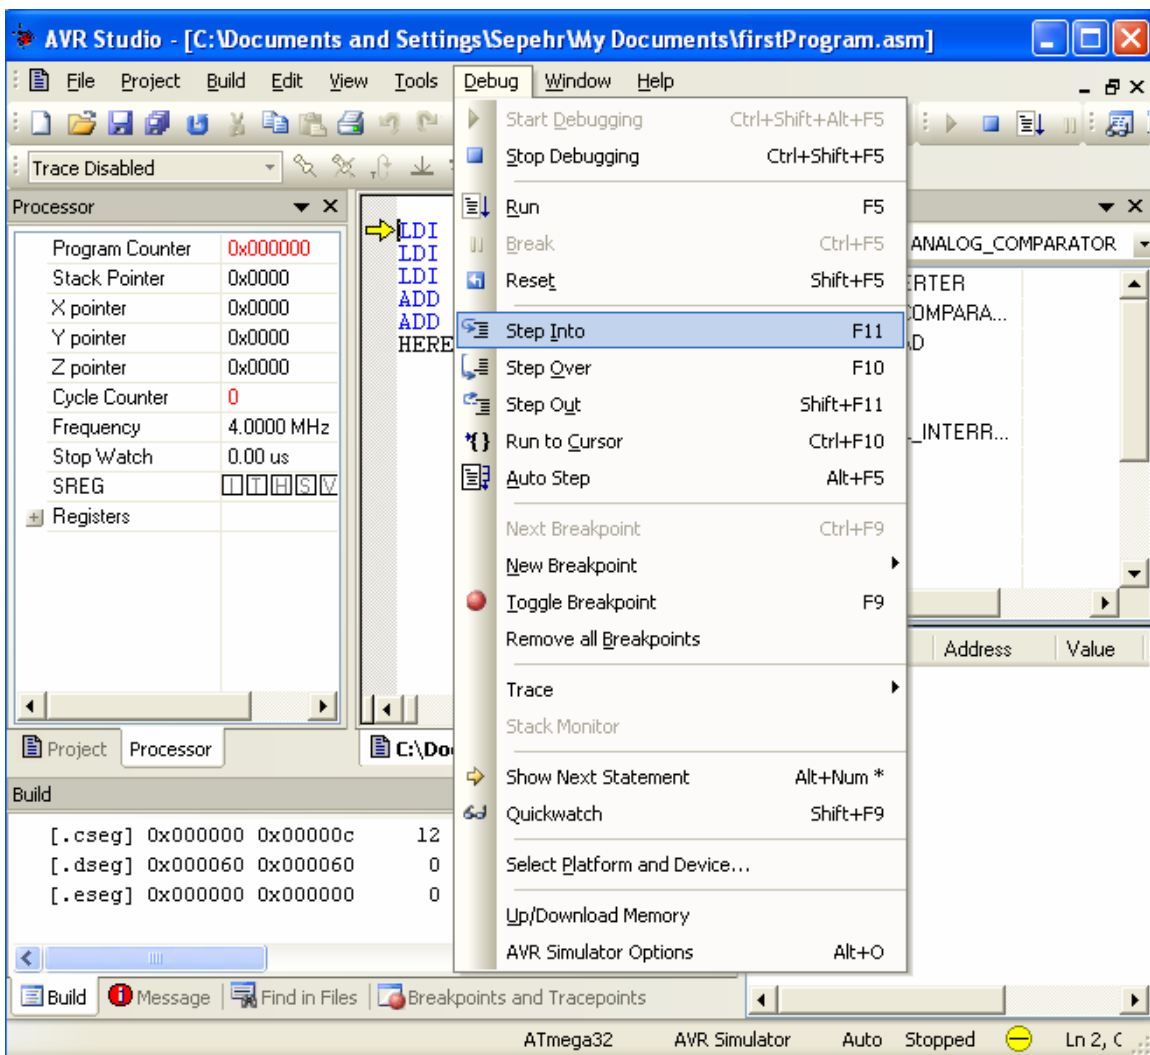 AVR Studio - [C:\Documents and Settings\Sepehr\My Documents\firstProgram.asm]
File Project Build Edit View Tools Debug Window Help
Trace Disabled
Processor
Program Counter 0x000000
Stack Pointer 0x0000
X pointer 0x0000
Y pointer 0x0000
Z pointer 0x0000
Cycle Counter 0
Frequency 4.0000 MHz
Stop Watch 0.00 us
SREG I T H S V
Registers
Project Processor
LDI
LDI
LDI
ADD
ADD
HERE
C:\Do
Start Debugging Ctrl+Shift+Alt+F5
Stop Debugging Ctrl+Shift+F5
Run F5
Break Ctrl+F5
Reset Shift+F5
Step Into F11
Step Over F10
Step Out Shift+F11
Run to Cursor Ctrl+F10
Auto Step Alt+F5
Next Breakpoint Ctrl+F9
New Breakpoint
Toggle Breakpoint F9
Remove all Breakpoints
Trace
Stack Monitor
Show Next Statement Alt+Num *
Quickwatch Shift+F9
Select Platform and Device...
Up/Download Memory
AVR Simulator Options Alt+O
ANALOG_COMPARATOR
ERTER
COMPARA...
AD
_INTERR...
Address Value
Build
[.cseg] 0x000000 0x00000c 12
[.dseg] 0x000060 0x000060 0
[.eseg] 0x000000 0x000000 0
Build Message Find in Files Breakpoints and Tracepoints
ATmega32 AVR Simulator Auto Stopped Ln 2, C